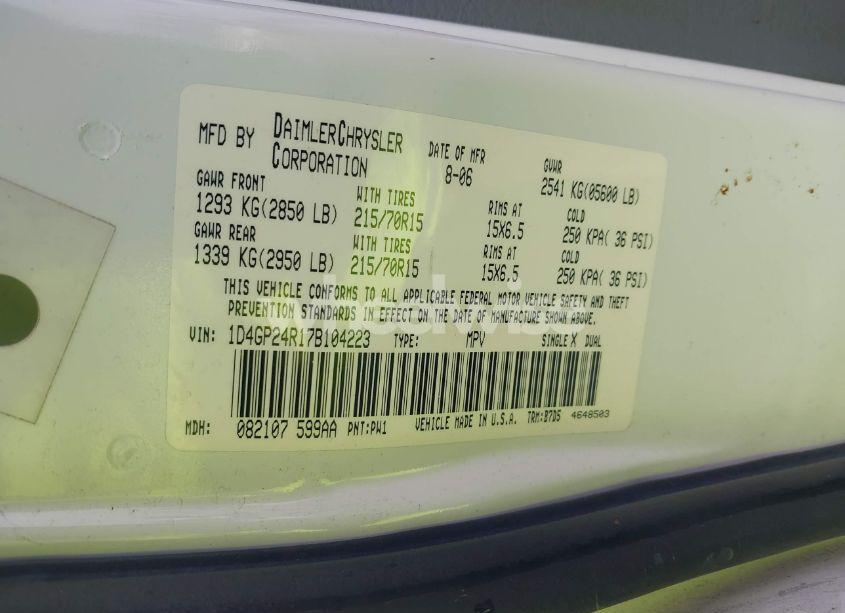 MFD BY DAIMLERCHRYSLER CORPORATION
DATE OF MFR 8-06
GVWR 2541 KG(05600 LB)
GAWR FRONT WITH TIRES RIMS AT COLD
1293 KG(2850 LB) 215/70R15 15X6.5 250 KPA( 36 PSI)
GAWR REAR WITH TIRES RIMS AT COLD
1339 KG(2950 LB) 215/70R15 15X6.5 250 KPA( 36 PSI)
THIS VEHICLE CONFORMS TO ALL APPLICABLE FEDERAL MOTOR VEHICLE SAFETY AND THEFT
PREVENTION STANDARDS IN EFFECT ON THE DATE OF MANUFACTURE SHOWN ABOVE.
VIN: 1D4GP24R17B104223 TYPE: MPV SINGLE X DUAL
MDH: 082107 599AA PNT:PW1 VEHICLE MADE IN U.S.A. TRM:B7D5 4648503